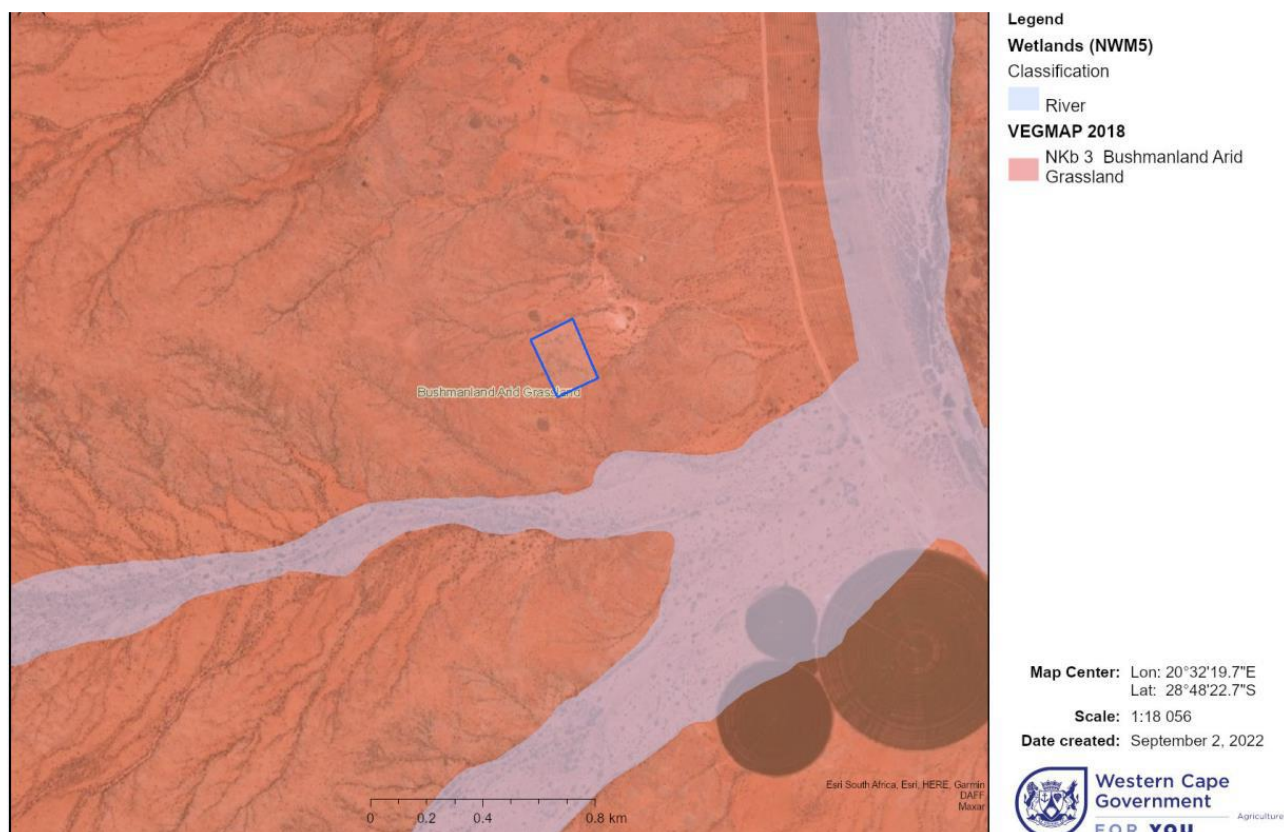 Legend
Wetlands (NWM5)
Classification
River
VEGMAP 2018
NKb 3 Bushmanland Arid
Grassland
Bushmanland Arid Grassland
Map Center: Lon: 20°32'19.7"E
Lat: 28°48'22.7"S
Scale: 1:18 056
Date created: September 2, 2022
Esri South Africa, Esri, HERE, Garmin
DAFF
Maxar
0 0.2 0.4 0.8 km
Western Cape
Government
Agriculture
FOR YOU